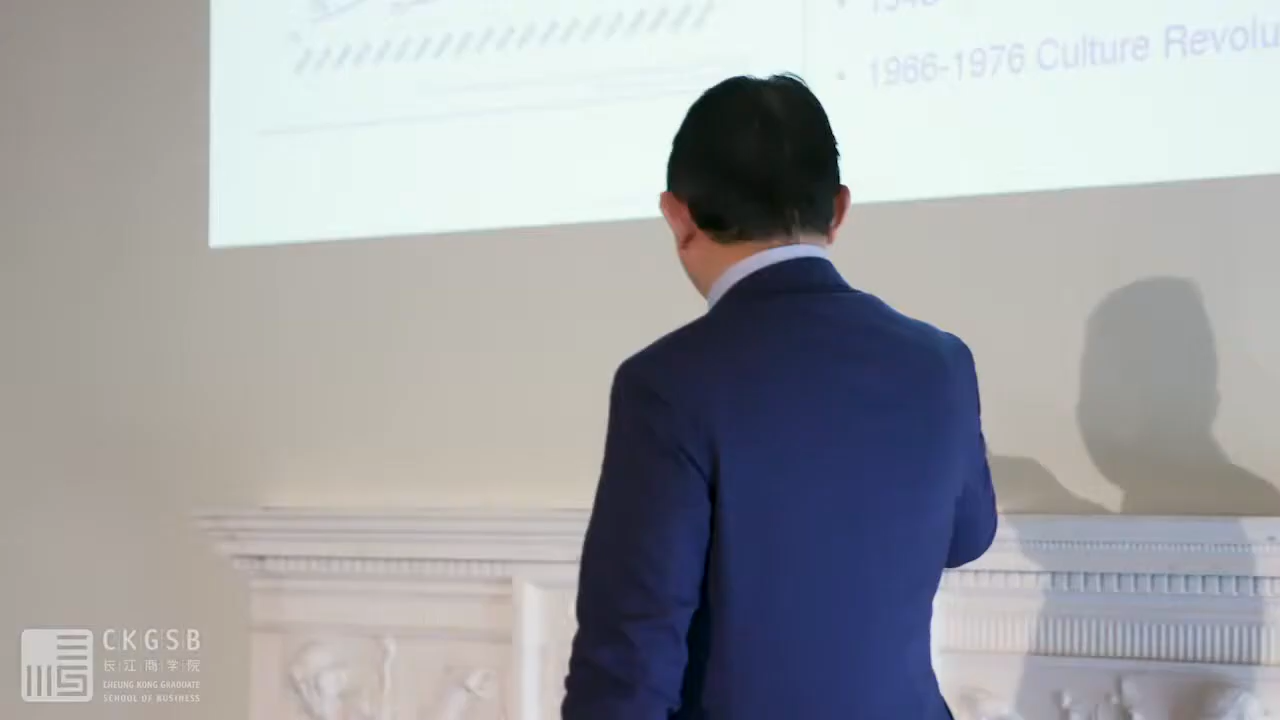 1966-1976 Culture Revolu
CKGSB
长江商学院
CHEUNG KONG GRADUATE
SCHOOL OF BUSINESS